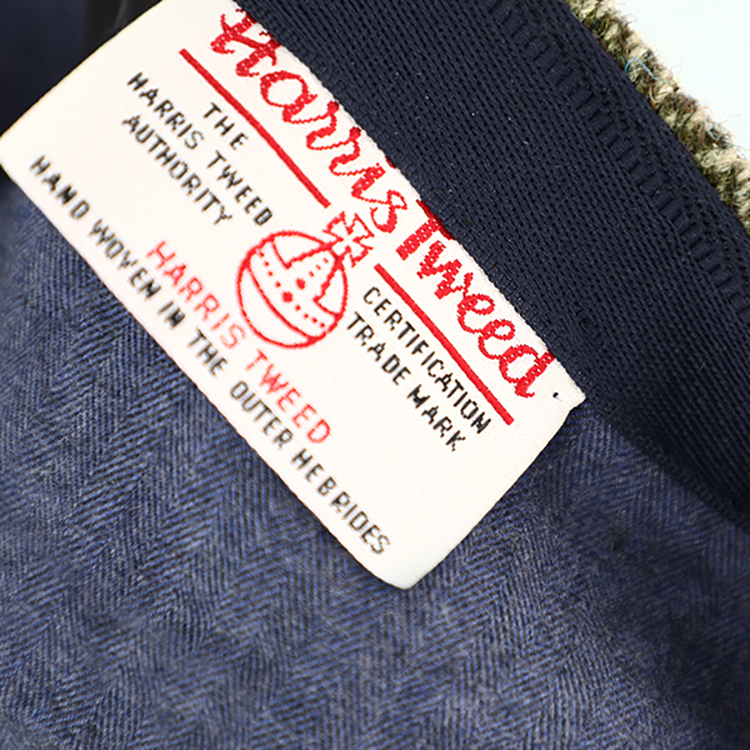 Harris Tweed
THE
HARRIS TWEED
AUTHORITY
CERTIFICATION
TRADE MARK
HARRIS TWEED
HAND WOVEN IN THE OUTER HEBRIDES